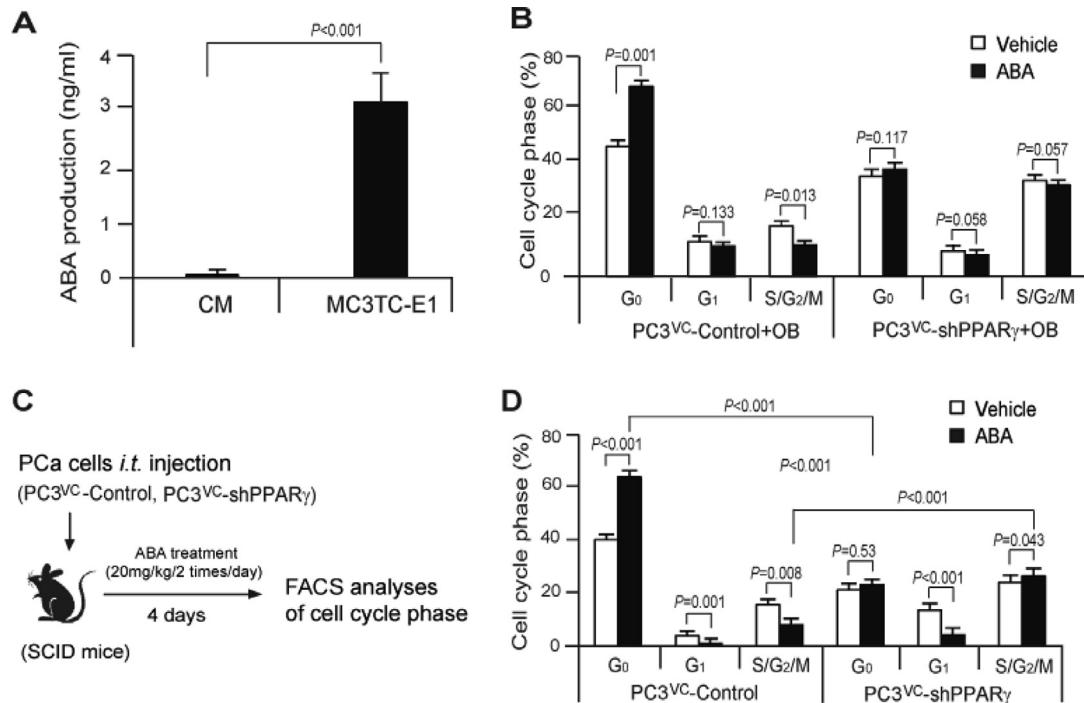 A
P<0.001
ABA production (ng/ml)
4
3
2
1
0
CM
MC3TC-E1
B
Vehicle
ABA
Cell cycle phase (%)
80
60
40
20
0
P=0.001
P=0.133
P=0.013
P=0.117
P=0.058
P=0.057
G0 G1 S/G2/M G0 G1 S/G2/M
PC3VC-Control+OB PC3VC-shPPARγ+OB
C
PCa cells i.t. injection
(PC3VC-Control, PC3VC-shPPARγ)
ABA treatment
(20mg/kg/2 times/day)
4 days
FACS analyses
of cell cycle phase
(SCID mice)
D
Vehicle
ABA
Cell cycle phase (%)
80
60
40
20
0
P<0.001
P<0.001
P<0.001
P<0.001
P=0.001
P=0.008
P=0.53
P<0.001
P=0.043
G0 G1 S/G2/M G0 G1 S/G2/M
PC3VC-Control PC3VC-shPPARγ